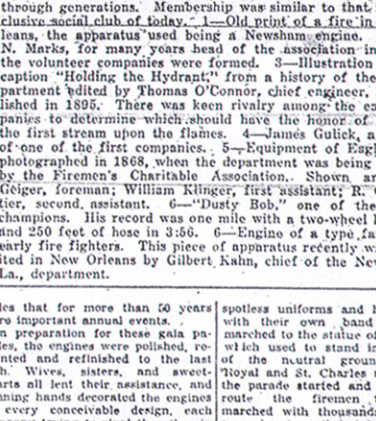 through generations. Membership was similar to that
clusive social club of today. 1—Old print of a fire in
leans, the apparatus used being a Newsham engine.
N. Marks, for many years head of the association in
the volunteer companies were formed. 3—Illustration
caption "Holding the Hydrant," from a history of the
partment edited by Thomas O'Connor, chief engineer,
lished in 1895. There was keen rivalry among the
panies to determine which should have the honor of
the first stream upon the flames. 4—James Gulick, a
of one of the first companies. 5—Equipment of
photographed in 1868, when the department was being
by the Firemen's Charitable Association. Shown
Geiger, foreman; William Klinger, first assistant; R.
tier, second assistant. 6—"Dusty Bob," one of the
champions. His record was one mile with a two-wheel
and 250 feet of hose in 3:56. 6—Engine of a type
early fire fighters. This piece of apparatus recently
ited in New Orleans by Gilbert Kahn, chief of the
La., department.
les that for more than 50 years
re important annual events.
n preparation for these gala pa-
les, the engines were polished, re-
nted and refinished to the last
h. Wives, sisters, and sweet-
arts all lent their assistance, and
ning hands decorated the engines
every conceivable design, each
spotless uniforms and
with their own band
marched to the statue of
which used to stand in
of the neutral
Royal and St. Charles
the parade started and
route the firemen
marched with thousands